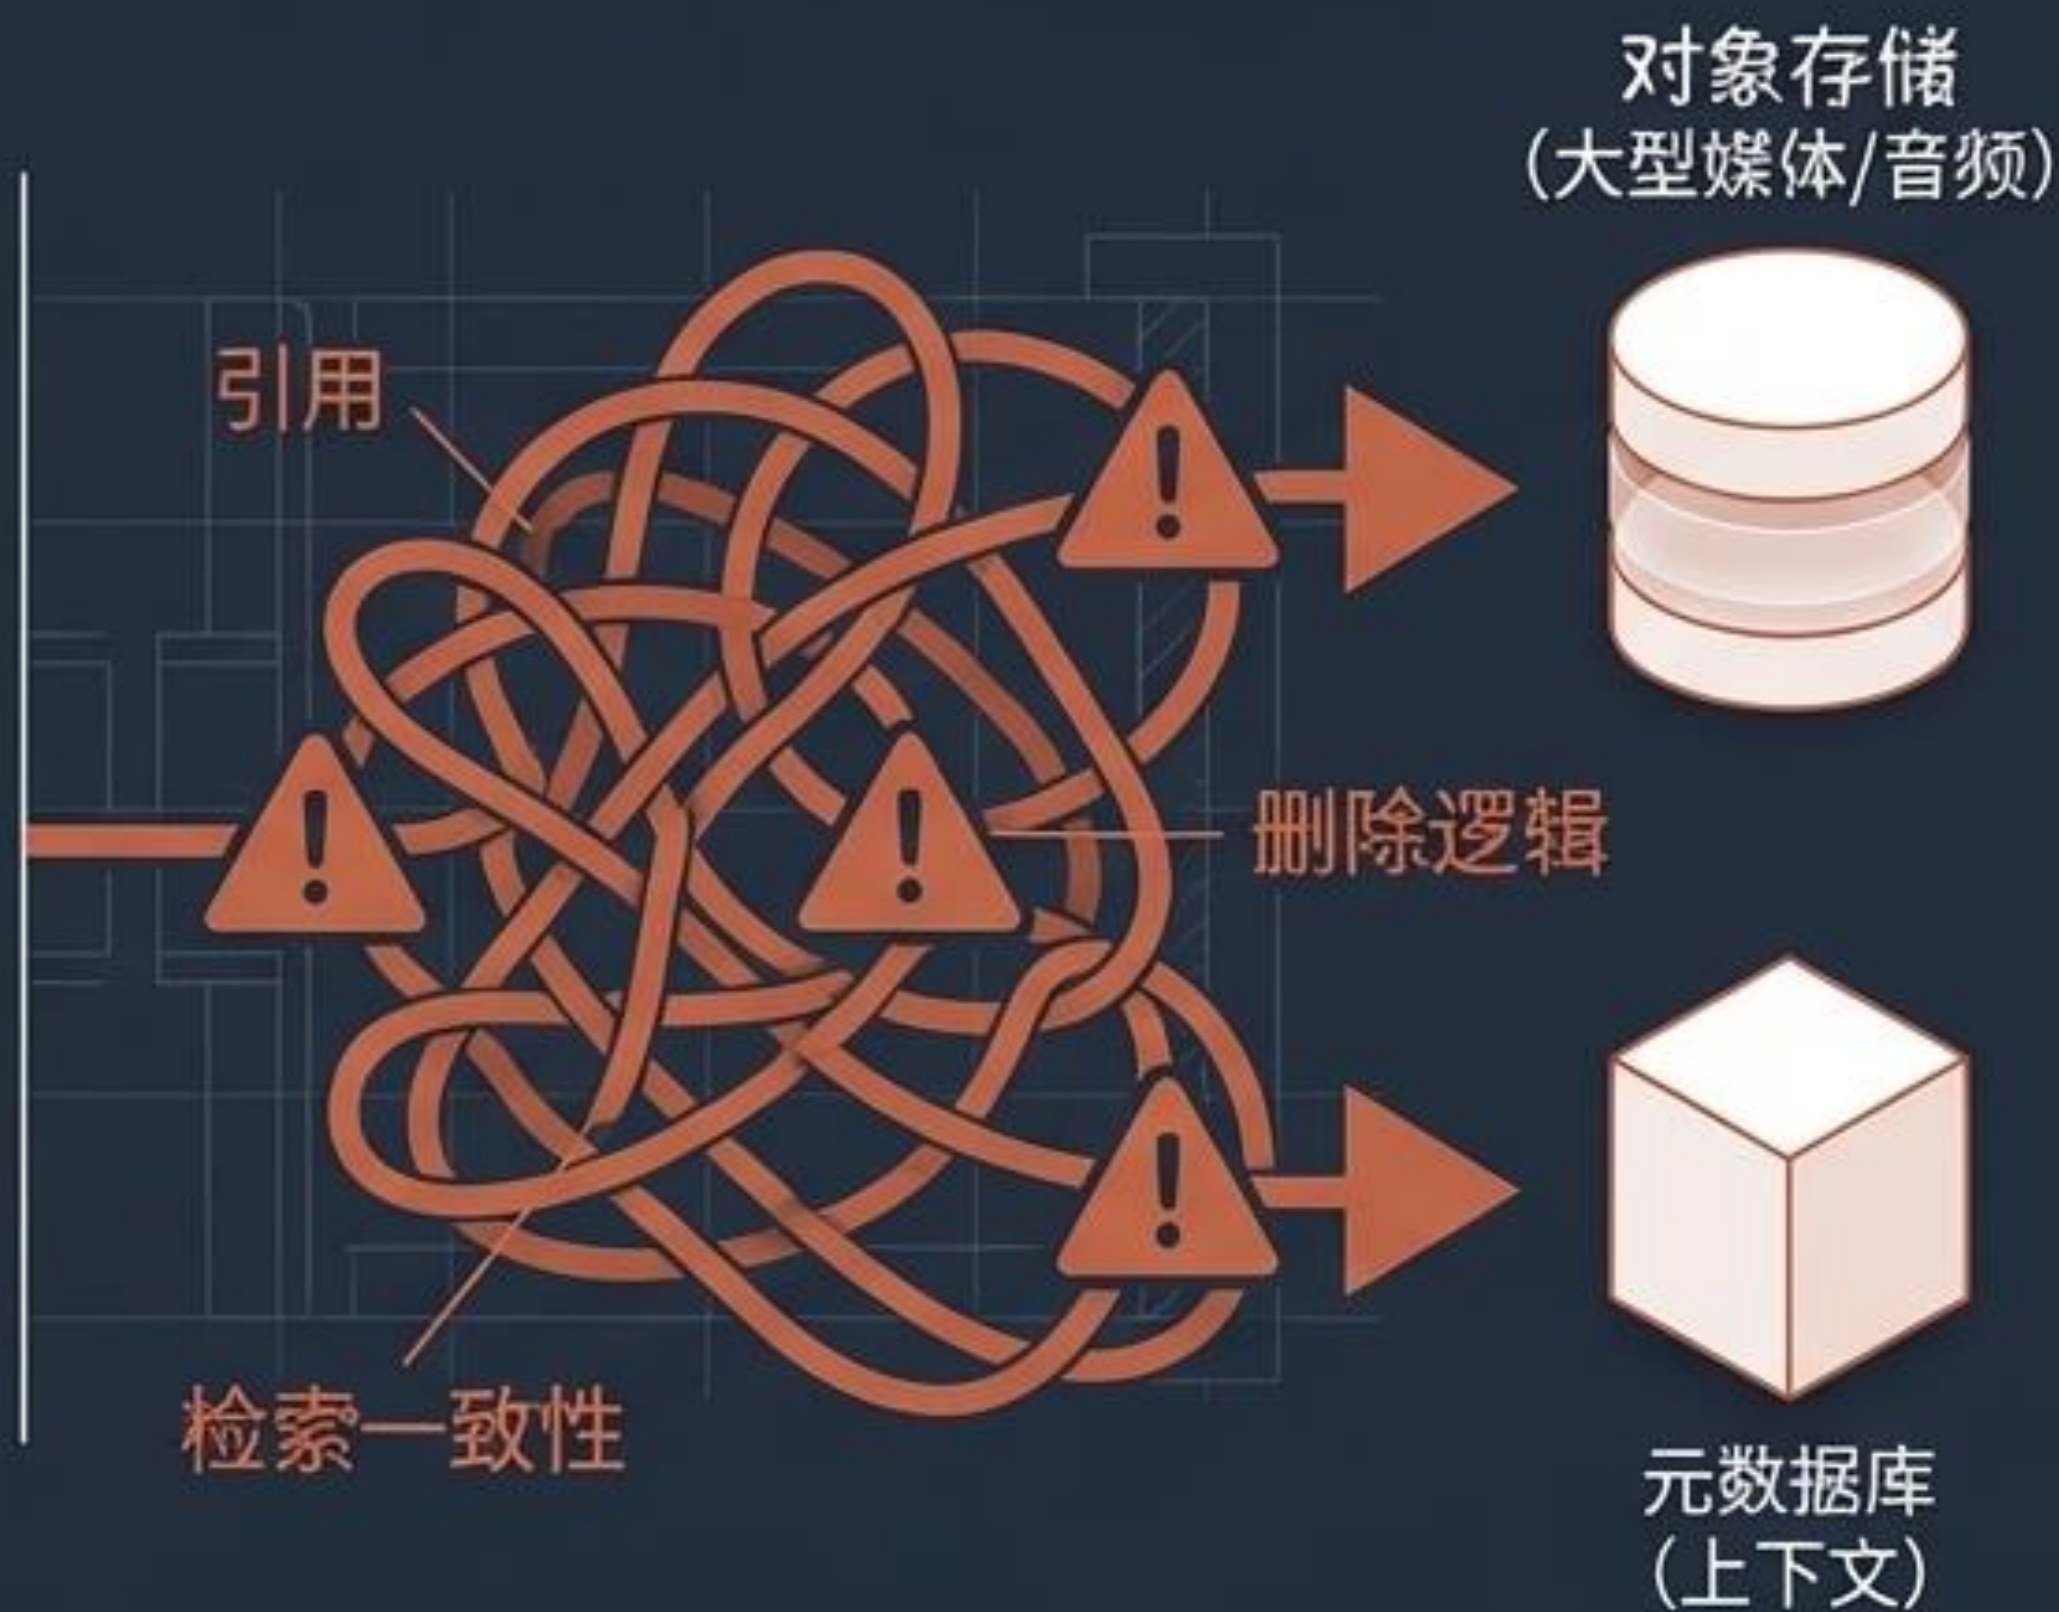 对象存储
（大型媒体/音频）
引用
删除逻辑
检索一致性
元数据库
（上下文）